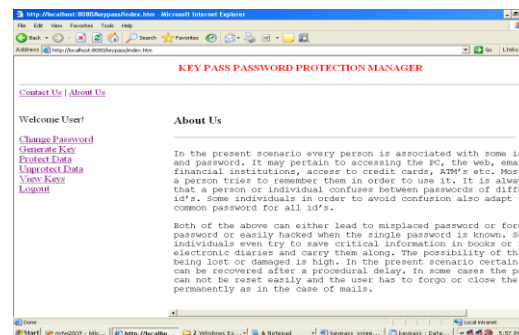 http://localhost:8080/keypass/index.htm - Microsoft Internet Explorer
File Edit View Favorites Tools Help
Back Search Favorites
Address http://localhost:8080/keypass/index.htm Go Links
KEY PASS PASSWORD PROTECTION MANAGER
Contact Us | About Us
Welcome User!
Change Password
Generate Key
Protect Data
Unprotect Data
View Keys
Logout
About Us
In the present scenario every person is associated with some
and password. It may pertain to accessing the PC, the web,
financial institutions, access to credit cards, ATM's etc.
a person tries to remember them in order to use it. It is
that a person or individual confuses between passwords of
id's. Some individuals in order to avoid confusion also adapt
common password for all id's.
Both of the above can either lead to misplaced password or
password or easily hacked when the single password is known.
individuals even try to save critical information in books or
electronic diaries and carry them along. The possibility of
being lost or damaged is high. In the present scenario certain
can be recovered after a procedural delay. In some cases the
can not be reset easily and the user has to forgo or close the
permanently as in the case of mails.
Done Local intranet
Start 2 Windows 6 Notepad